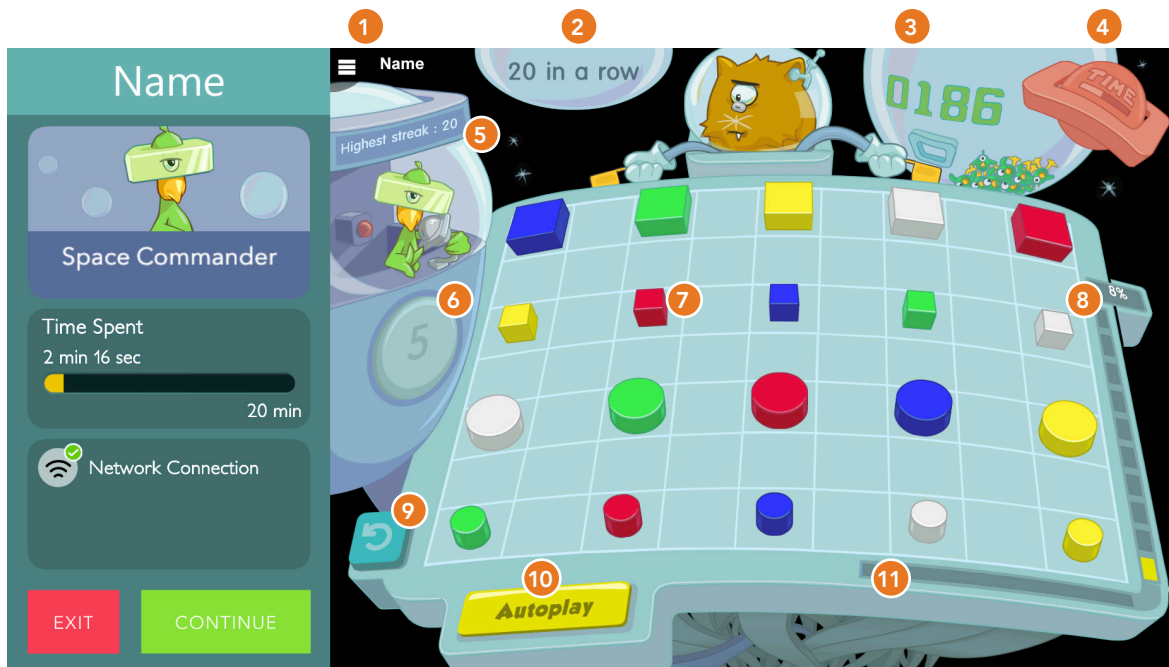 1
2
3
4
Name
Name
20 in a row
0186
TIME
Highest streak : 20
5
Space Commander
6
7
8
8%
Time Spent
2 min 16 sec
20 min
5
Network Connection
9
10
11
Autoplay
EXIT
CONTINUE